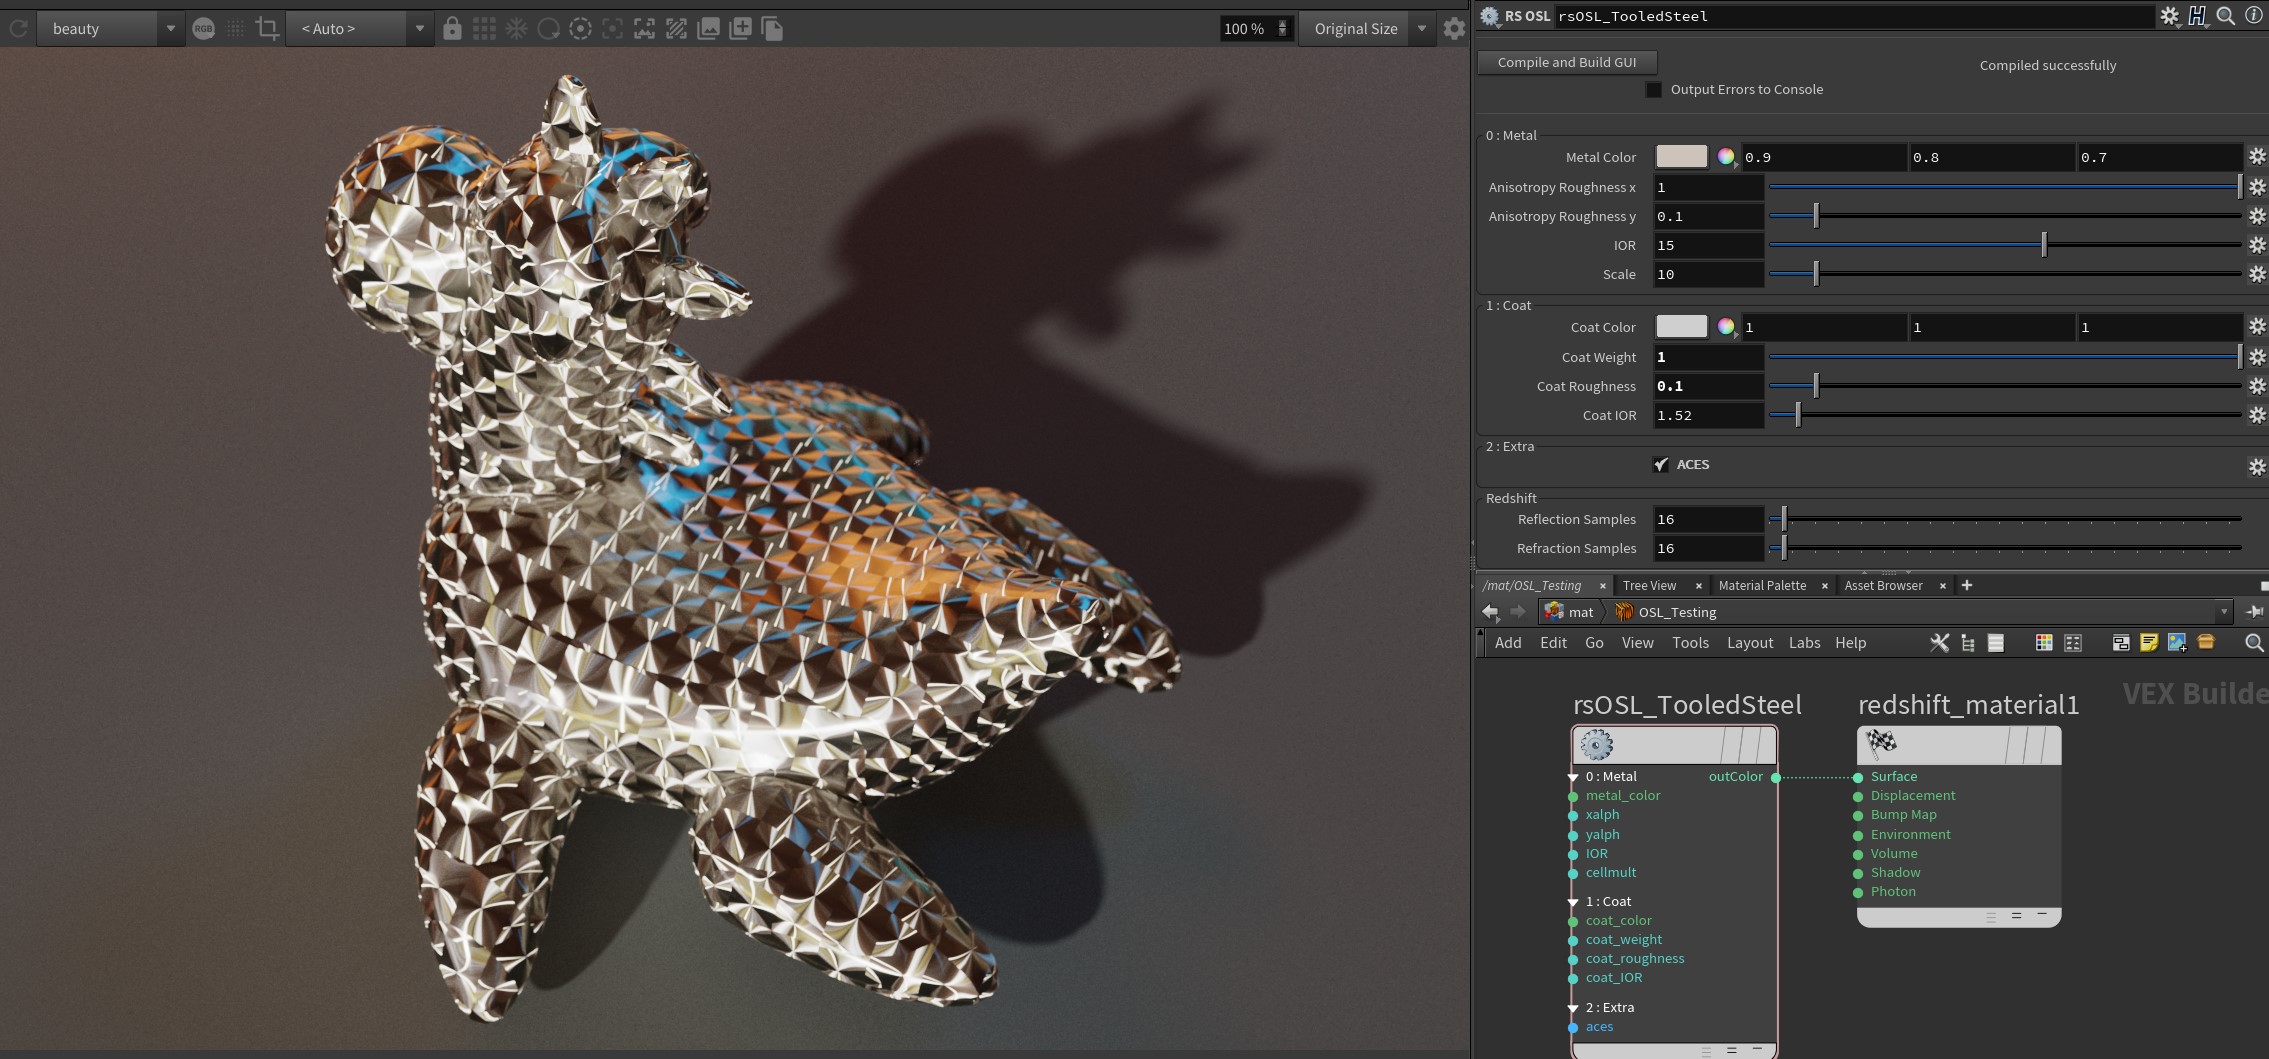 beauty
RGB
< Auto >
100 %
Original Size
RS OSL
rsOSL_TooledSteel
Compile and Build GUI
Compiled successfully
Output Errors to Console
0 : Metal
Metal Color
0.9
0.8
0.7
Anisotropy Roughness x
1
Anisotropy Roughness y
0.1
IOR
15
Scale
10
1 : Coat
Coat Color
1
1
1
Coat Weight
1
Coat Roughness
0.1
Coat IOR
1.52
2 : Extra
ACES
Redshift
Reflection Samples
16
Refraction Samples
16
/mat/OSL_Testing ×
Tree View ×
Material Palette ×
Asset Browser × +
mat
OSL_Testing
Add Edit Go View Tools Layout Labs Help
VEX Builde
rsOSL_TooledSteel
0 : Metal
outColor
metal_color
xalph
yalph
IOR
cellmult
1 : Coat
coat_color
coat_weight
coat_roughness
coat_IOR
2 : Extra
aces
redshift_material1
Surface
Displacement
Bump Map
Environment
Volume
Shadow
Photon